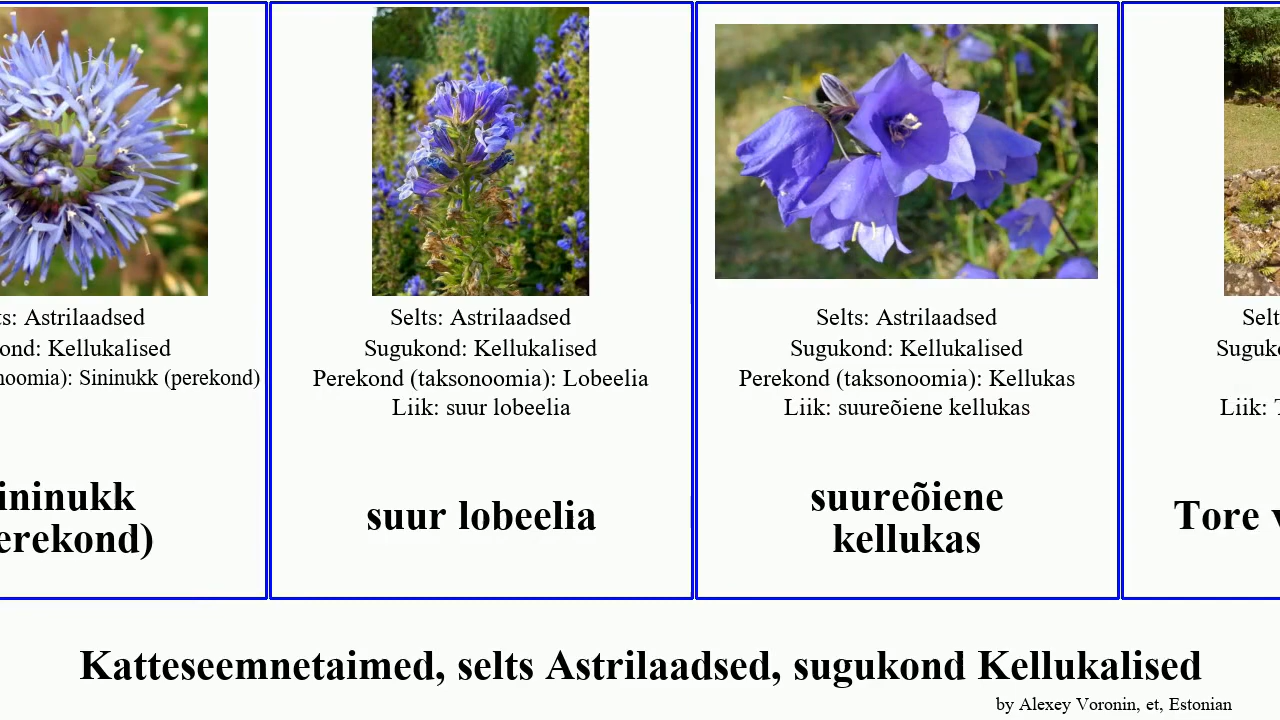 ts: Astrilaadsed
ond: Kellukalised
noomia): Sininukk (perekond)
ininukk
erekond)
Selts: Astrilaadsed
Sugukond: Kellukalised
Perekond (taksonoomia): Lobeelia
Liik: suur lobeelia
suur lobeelia
Selts: Astrilaadsed
Sugukond: Kellukalised
Perekond (taksonoomia): Kellukas
Liik: suureõiene kellukas
suureõiene
kellukas
Selt
Suguk
Liik:
Tore
Katteseemnetaimed, selts Astrilaadsed, sugukond Kellukalised
by Alexey Voronin, et, Estonian